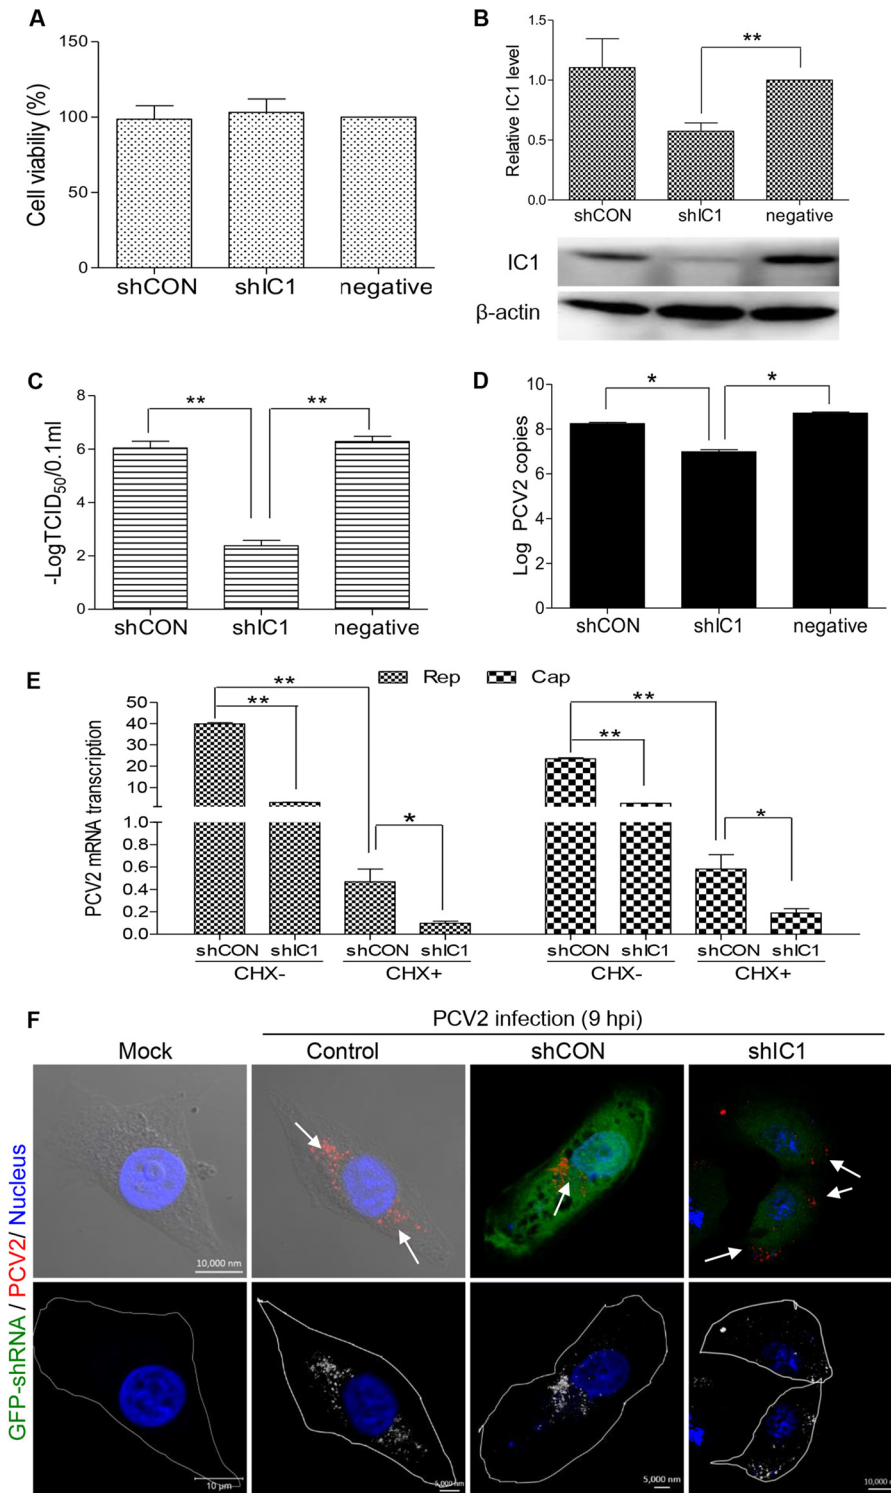 A
150
100
50
0
Cell viabiliy (%)
shCON shIC1 negative
B
1.5
1.0
0.5
0.0
Relative IC1 level
**
shCON shIC1 negative
IC1
β-actin
C
8
6
4
2
0
-LogTCID50/0.1ml
** **
shCON shIC1 negative
D
10
8
6
4
2
0
Log PCV2 copies
* *
shCON shIC1 negative
E
Rep Cap
50
40
30
20
10
1.0
0.8
0.6
0.4
0.2
0.0
PCV2 mRNA transcription
** **
** **
* *
shCON shIC1 shCON shIC1 shCON shIC1 shCON shIC1
CHX- CHX+ CHX- CHX+
F
PCV2 infection (9 hpi)
Mock Control shCON shIC1
GFP-shRNA / PCV2/ Nucleus
10,000 nm
10 µm 5,000 nm 5,000 nm 10,000 nm